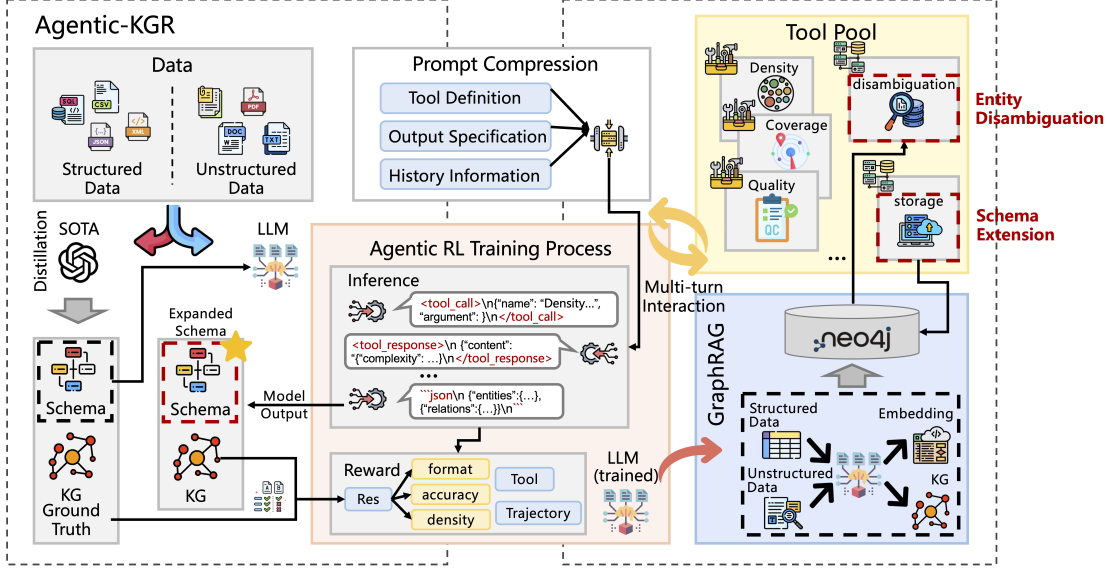 Agentic-KGR
Data
SQL
CSV
{...}
JSON
XML
PDF
DOC
TXT
Structured
Data
Unstructured
Data
Distillation
SOTA
LLM
Schema
KG
Ground
Truth
Expanded
Schema
Schema
KG
Model
Output
Prompt Compression
Tool Definition
Output Specification
History Information
Agentic RL Training Process
Inference
<tool_call>\n{"name": "Density...",
"argument": }\n</tool_call>
<tool_response>\n {"content":
"{"complexity": …}\n</tool_response>
...
```json\n {"entities":{…},
{"relations":{…}}\n```
Reward
Res
format
accuracy
density
Tool
Trajectory
LLM
(trained)
Multi-turn
Interaction
Tool Pool
Density
Coverage
Quality
QC
...
disambiguation
storage
Entity
Disambiguation
Schema
Extension
GraphRAG
neo4j
Structured
Data
Unstructured
Data
Embedding
KG